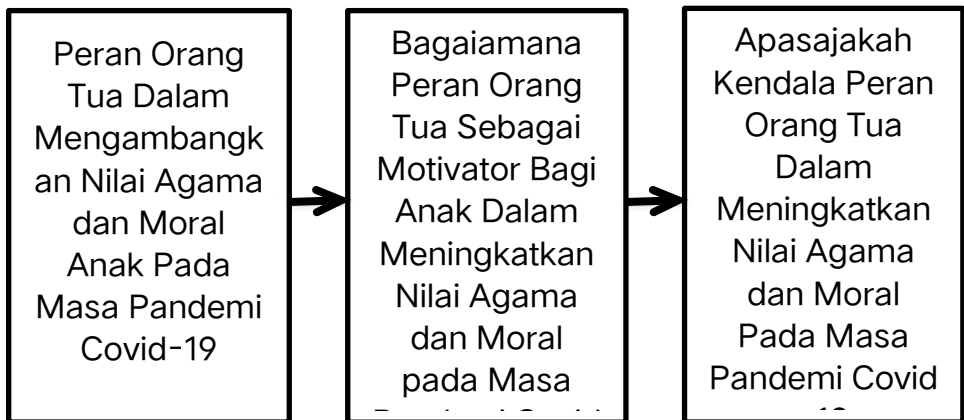 Peran Orang
Tua Dalam
Mengambangk
an Nilai Agama
dan Moral
Anak Pada
Masa Pandemi
Covid-19
Bagaiamana
Peran Orang
Tua Sebagai
Motivator Bagi
Anak Dalam
Meningkatkan
Nilai Agama
dan Moral
pada Masa
Apasajakah
Kendala Peran
Orang Tua
Dalam
Meningkatkan
Nilai Agama
dan Moral
Pada Masa
Pandemi Covid